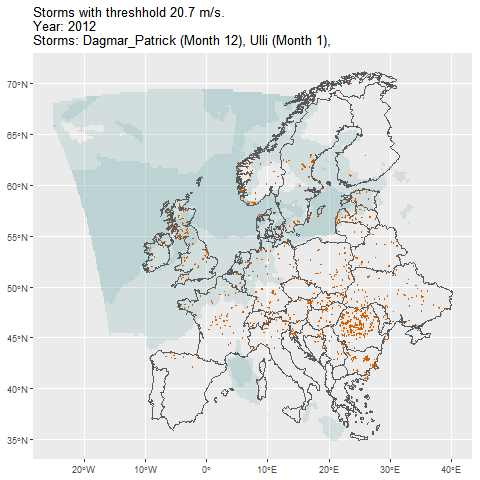 Storms with threshhold 20.7 m/s.
Year: 2012
Storms: Dagmar_Patrick (Month 12), Ulli (Month 1),
70°N
65°N
60°N
55°N
50°N
45°N
40°N
35°N
20°W
10°W
0°
10°E
20°E
30°E
40°E